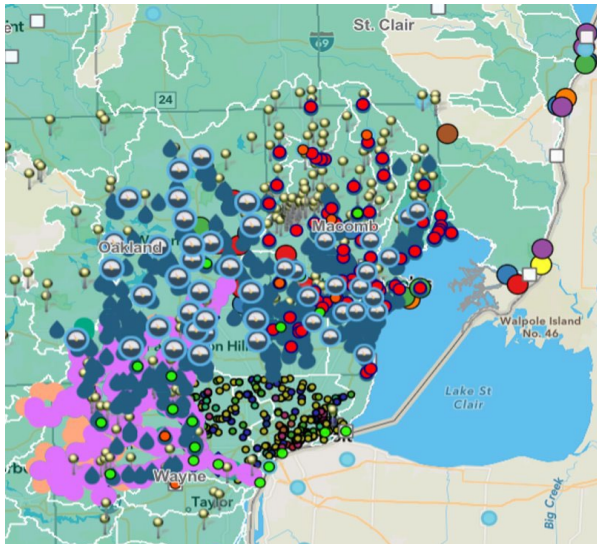 St. Clair
69
24
Oakland
Macomb
Walpole Island
No. 46
Lake St
Clair
Wayne
Taylor
Big Creek